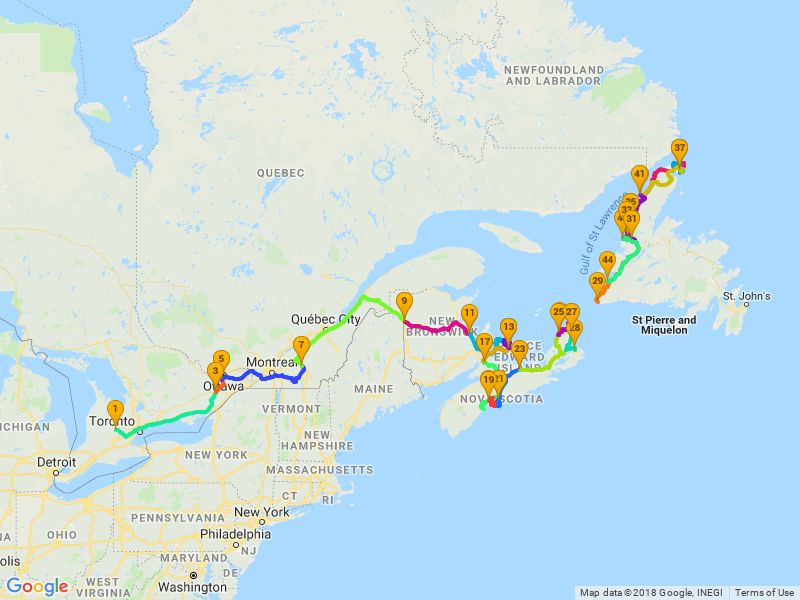 NEWFOUNDLAND
AND LABRADOR
QUEBEC
37
41
35
33
31
Gulf of St Lawrence
44
29
St. John's
St Pierre and
Miquelon
9
11
13
25
27
28
Québec City
NEW
BRUNSWICK
17
23
PRINCE
EDWARD
ISLAND
7
5
3
Montreal
Ottawa
MAINE
19
21
NOVA SCOTIA
1
Toronto
VERMONT
NEW
HAMPSHIRE
MICHIGAN
NEW YORK
MASSACHUSETTS
Detroit
CT
RI
PENNSYLVANIA
New York
OHIO
Philadelphia
MARYLAND
NJ
DE
WEST
VIRGINIA
Washington
Google
Map data ©2018 Google, INEGI
Terms of Use